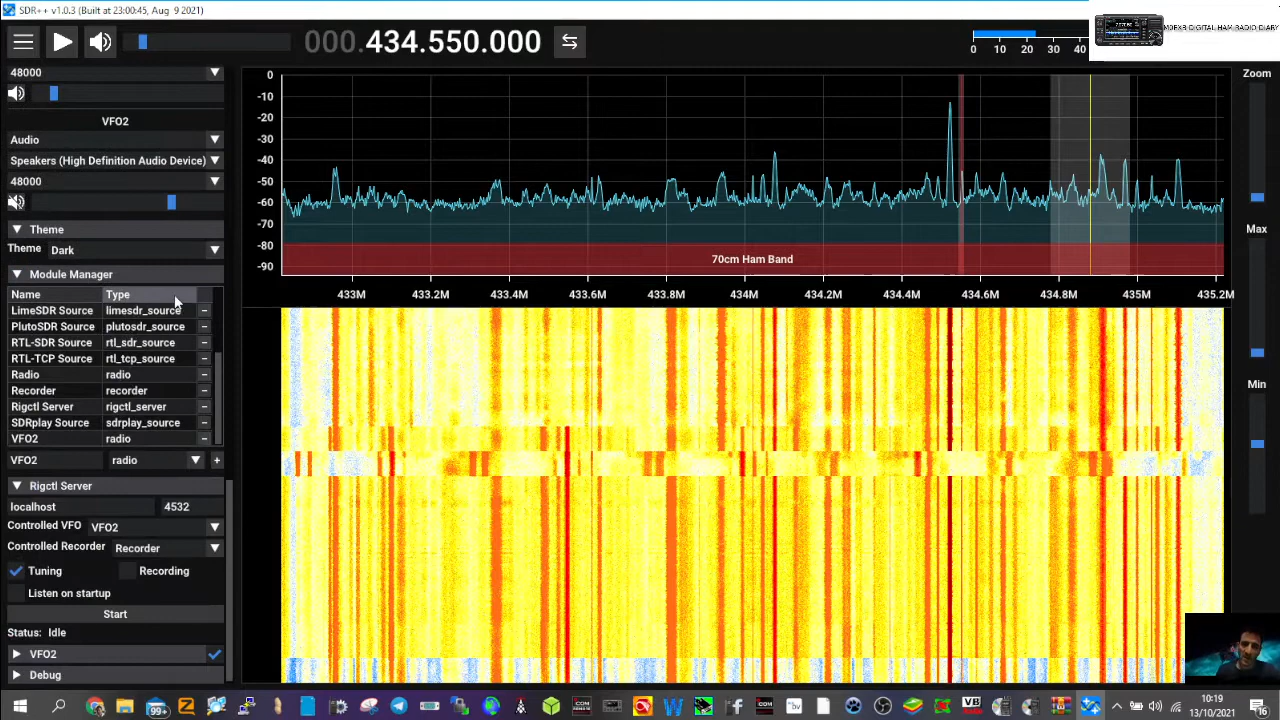 SDR++ v1.0.3 (Built at 23:00:45, Aug 9 2021)
000 434.550.000
0 10 20 30 40
48000
VFO2
Audio
Speakers (High Definition Audio Device)
48000
Theme
Theme Dark
Module Manager
Name Type
LimeSDR Source limesdr_source
PlutoSDR Source plutosdr_source
RTL-SDR Source rtl_sdr_source
RTL-TCP Source rtl_tcp_source
Radio radio
Recorder recorder
Rigctl Server rigctl_server
SDRplay Source sdrplay_source
VFO2 radio
VFO2 radio +
Rigctl Server
localhost 4532
Controlled VFO VFO2
Controlled Recorder Recorder
Tuning Recording
Listen on startup
Start
Status: Idle
VFO2
Debug
0
-10
-20
-30
-40
-50
-60
-70
-80
-90
70cm Ham Band
433M 433.2M 433.4M 433.6M 433.8M 434M 434.2M 434.4M 434.6M 434.8M 435M 435.2M
Zoom
Max
Min
99+
10:19
13/10/2021
16